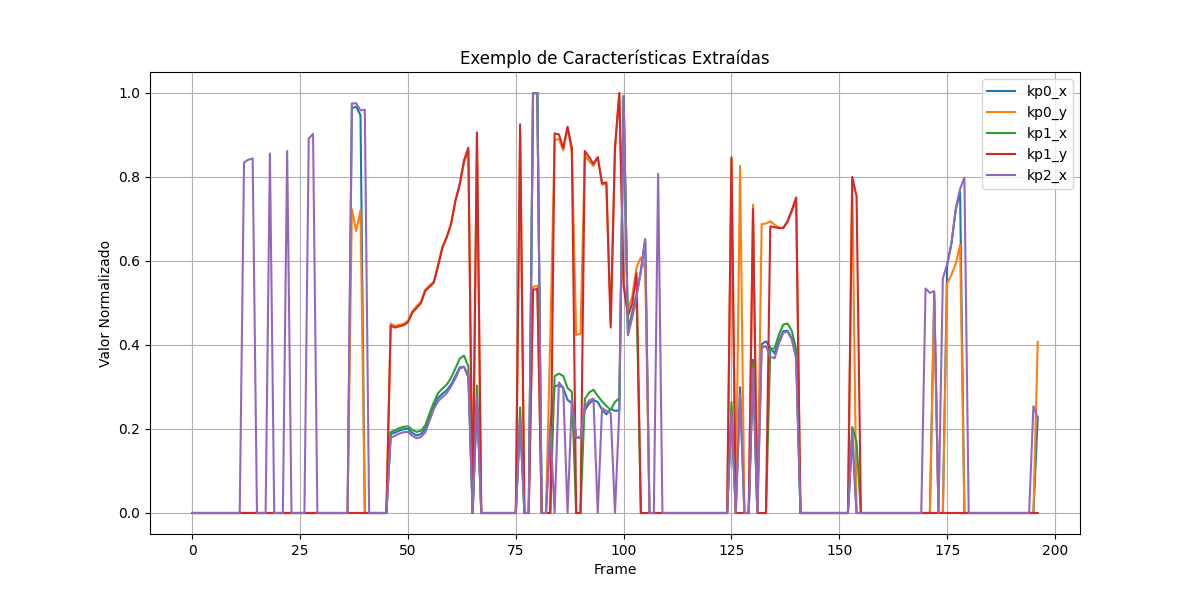 Exemplo de Características Extraídas
kp0_x
kp0_y
kp1_x
kp1_y
kp2_x
Valor Normalizado
1.0
0.8
0.6
0.4
0.2
0.0
0 25 50 75 100 125 150 175 200
Frame